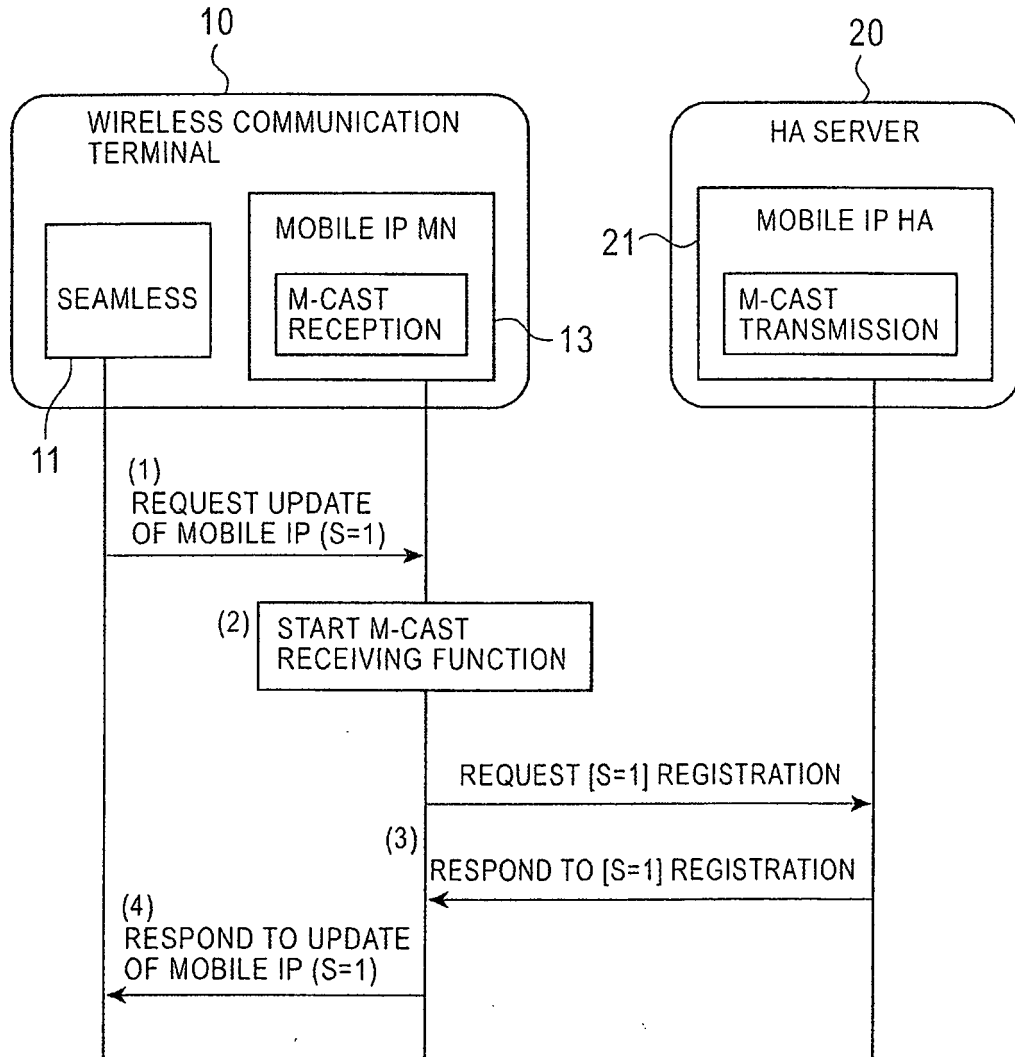 10
20
WIRELESS COMMUNICATION
TERMINAL
HA SERVER
MOBILE IP MN
MOBILE IP HA
21
SEAMLESS
M-CAST
RECEPTION
M-CAST
TRANSMISSION
13
11
(1)
REQUEST UPDATE
OF MOBILE IP (S=1)
(2)
START M-CAST
RECEIVING FUNCTION
REQUEST [S=1] REGISTRATION
(3)
RESPOND TO [S=1] REGISTRATION
(4)
RESPOND TO UPDATE
OF MOBILE IP (S=1)